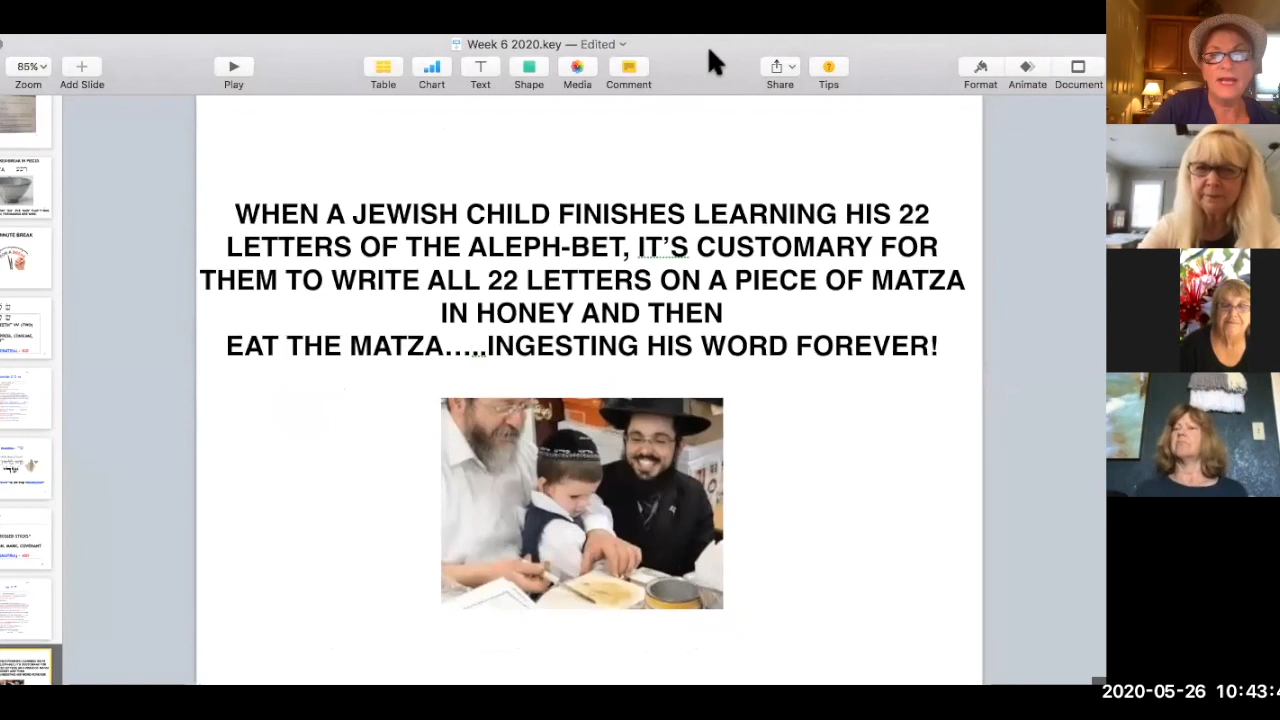 Week 6 2020.key — Edited
85%
Zoom
Add Slide
Play
Table
Chart
Text
Shape
Media
Comment
Share
Tips
Format
Animate
Document
WHEN A JEWISH CHILD FINISHES LEARNING HIS 22
LETTERS OF THE ALEPH-BET, IT’S CUSTOMARY FOR
THEM TO WRITE ALL 22 LETTERS ON A PIECE OF MATZA
IN HONEY AND THEN
EAT THE MATZA…..INGESTING HIS WORD FOREVER!
2020-05-26 10:43:4